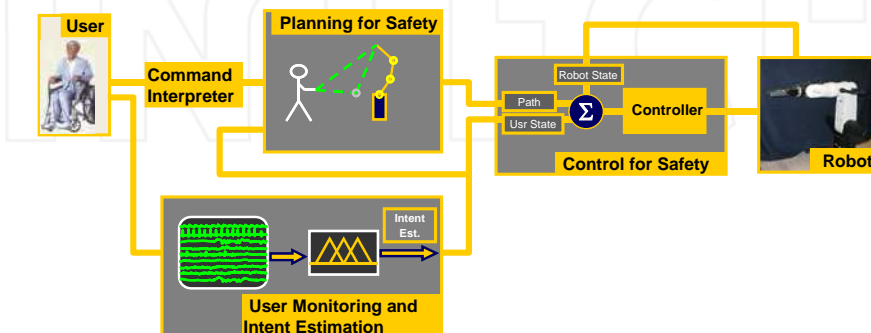 User
Planning for Safety
Command
Interpreter
Robot State
Path
Usr State
Σ
Controller
Control for Safety
Robot
Intent
Est.
User Monitoring and
Intent Estimation